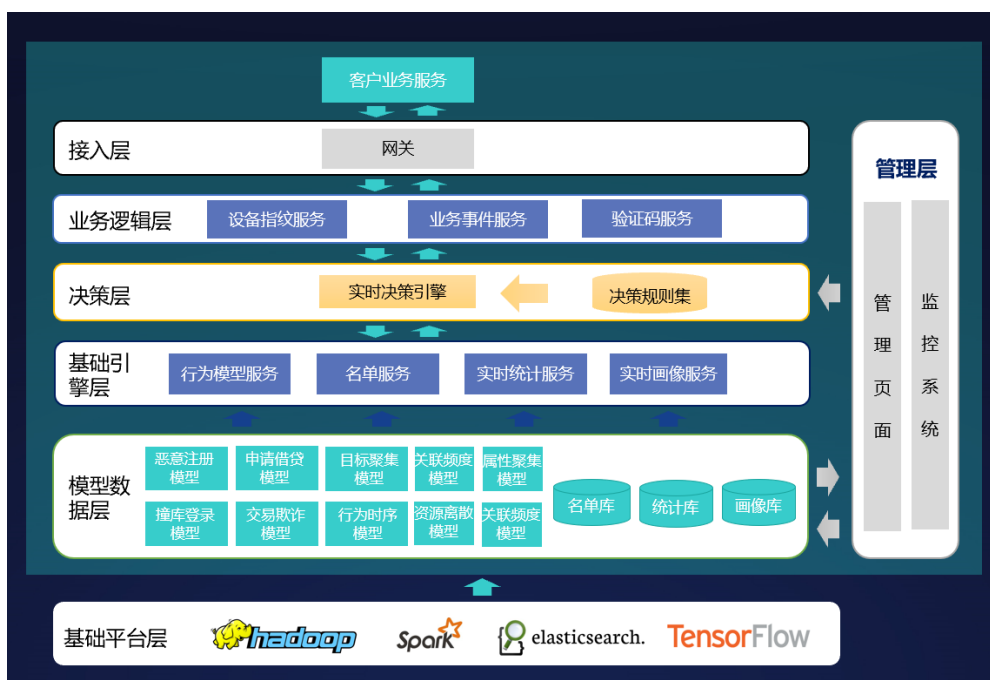 客户业务服务
接入层
网关
业务逻辑层
设备指纹服务
业务事件服务
验证码服务
决策层
实时决策引擎
决策规则集
基础引
擎层
行为模型服务
名单服务
实时统计服务
实时画像服务
模型数
据层
恶意注册
模型
申请借贷
模型
目标聚集
模型
关联频度
模型
属性聚集
模型
撞库登录
模型
交易欺诈
模型
行为时序
模型
资源离散
模型
关联频度
模型
名单库
统计库
画像库
管理层
管理页面
监控系统
基础平台层
hadoop
Spark
elasticsearch.
TensorFlow